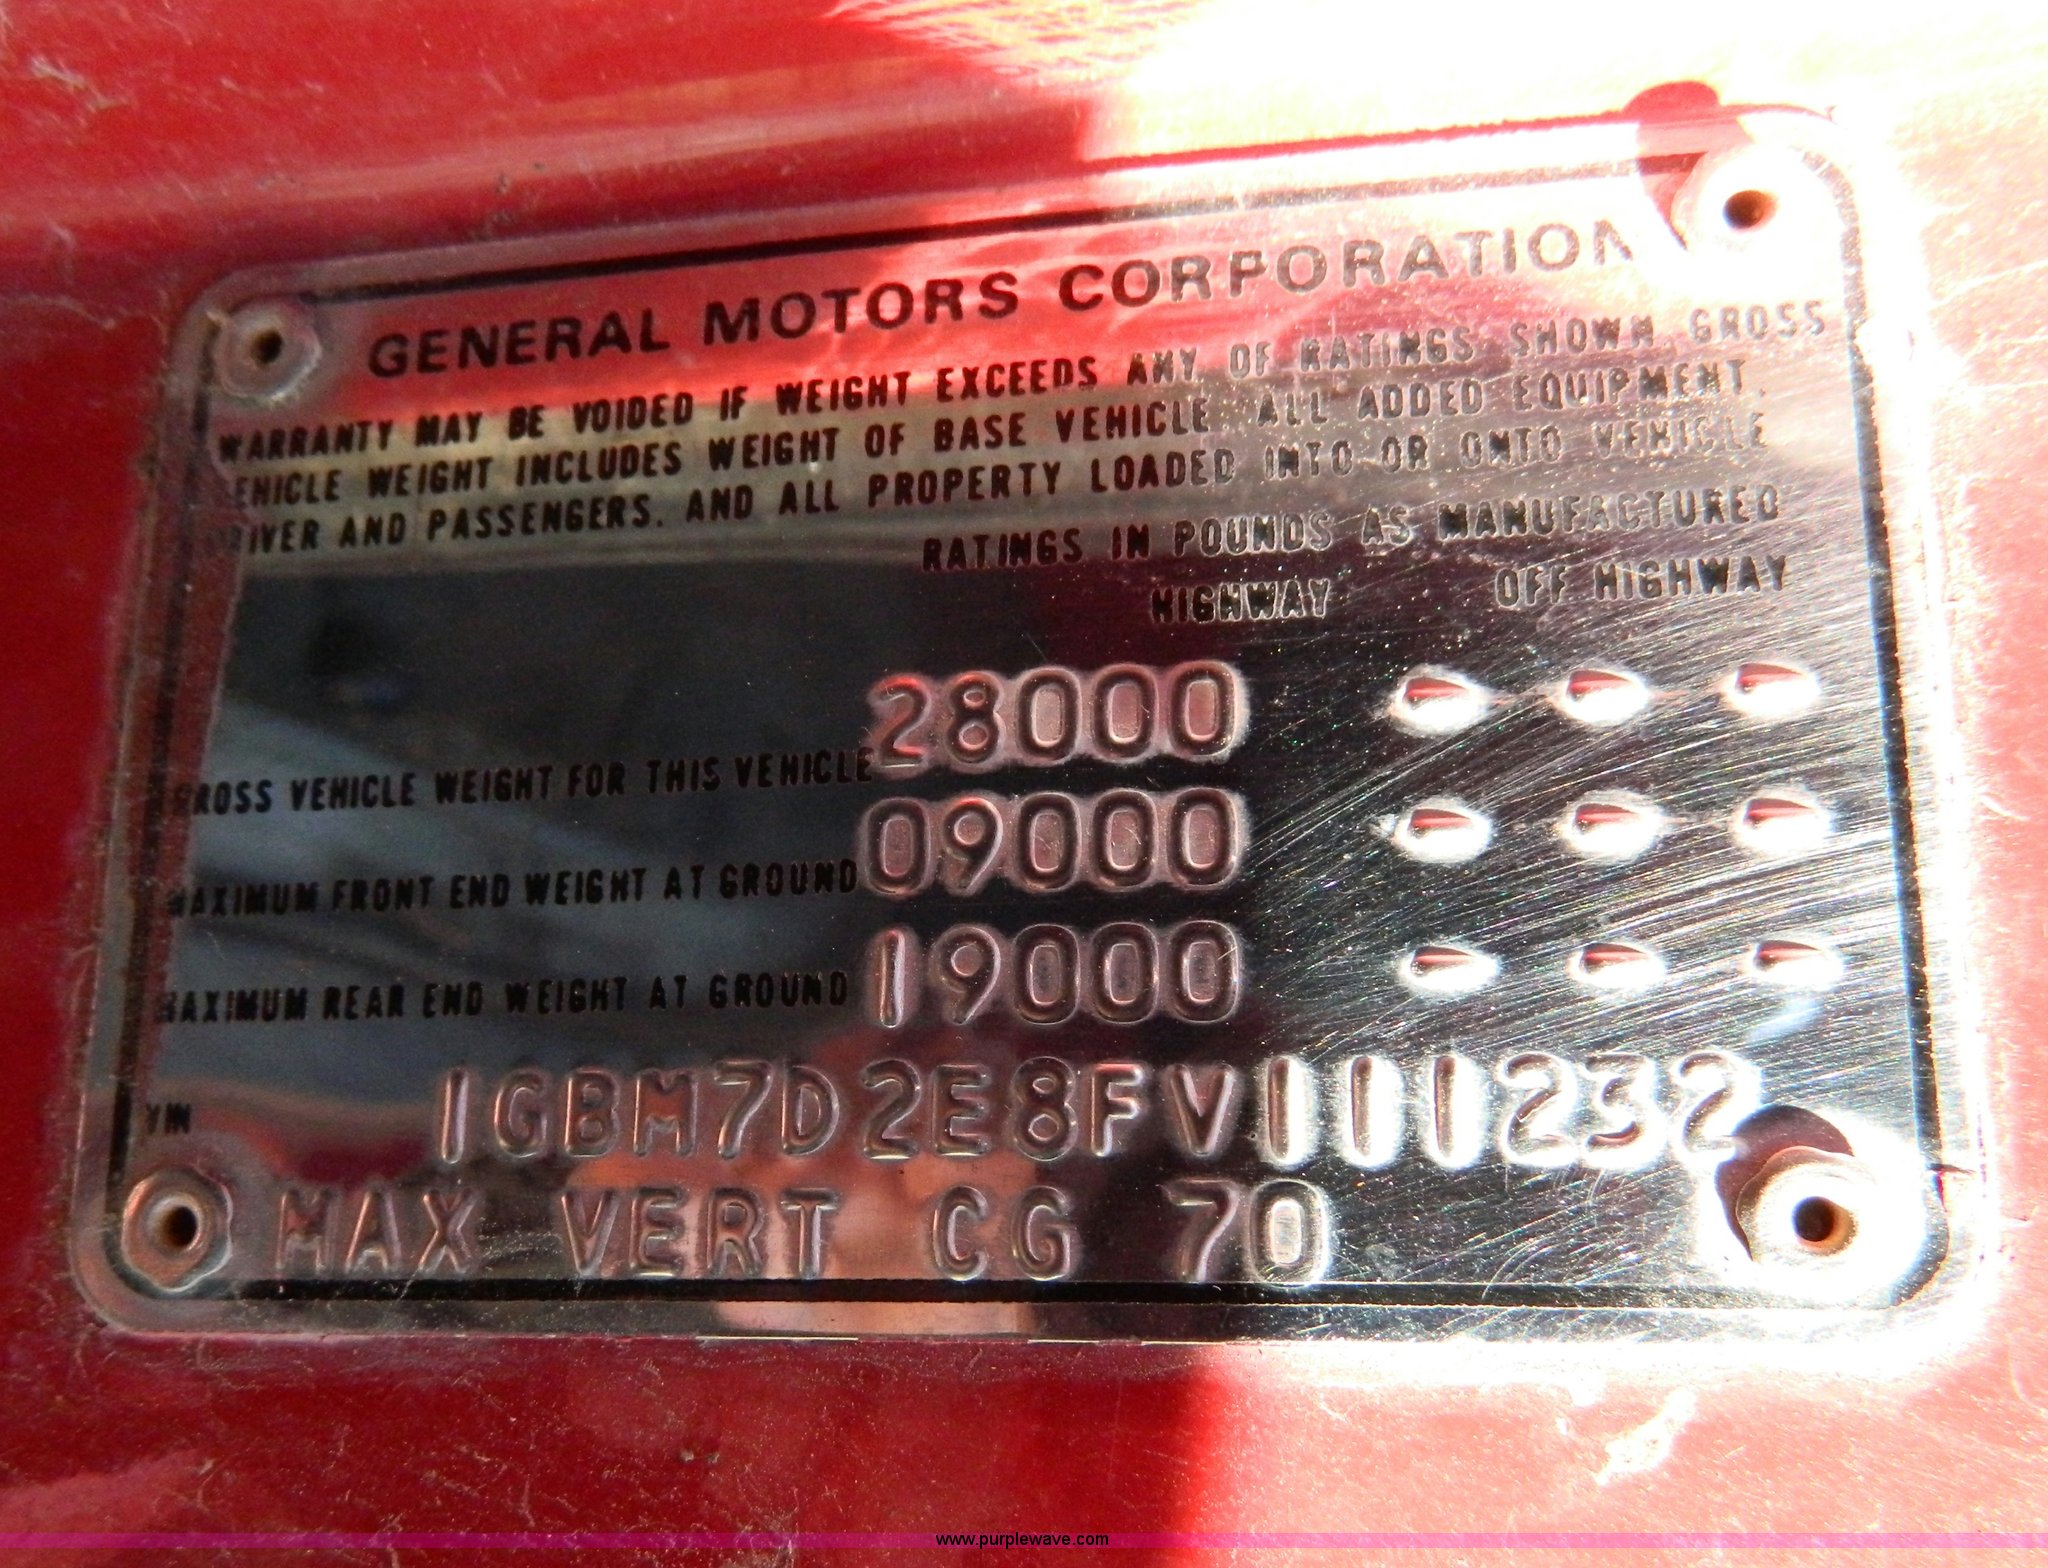 GENERAL MOTORS CORPORATION
WARRANTY MAY BE VOIDED IF WEIGHT EXCEEDS ANY OF RATINGS SHOWN GROSS
VEHICLE WEIGHT INCLUDES WEIGHT OF BASE VEHICLE ALL ADDED EQUIPMENT.
DRIVER AND PASSENGERS. AND ALL PROPERTY LOADED INTO OR ONTO VEHICLE
RATINGS IN POUNDS AS MANUFACTURED
HIGHWAY OFF HIGHWAY
GROSS VEHICLE WEIGHT FOR THIS VEHICLE 28000 - - -
MAXIMUM FRONT END WEIGHT AT GROUND 09000 - - -
MAXIMUM REAR END WEIGHT AT GROUND 19000 - - -
VIN 1GBM7D2E8FV111232
MAX VERT CG 70
www.purplewave.com